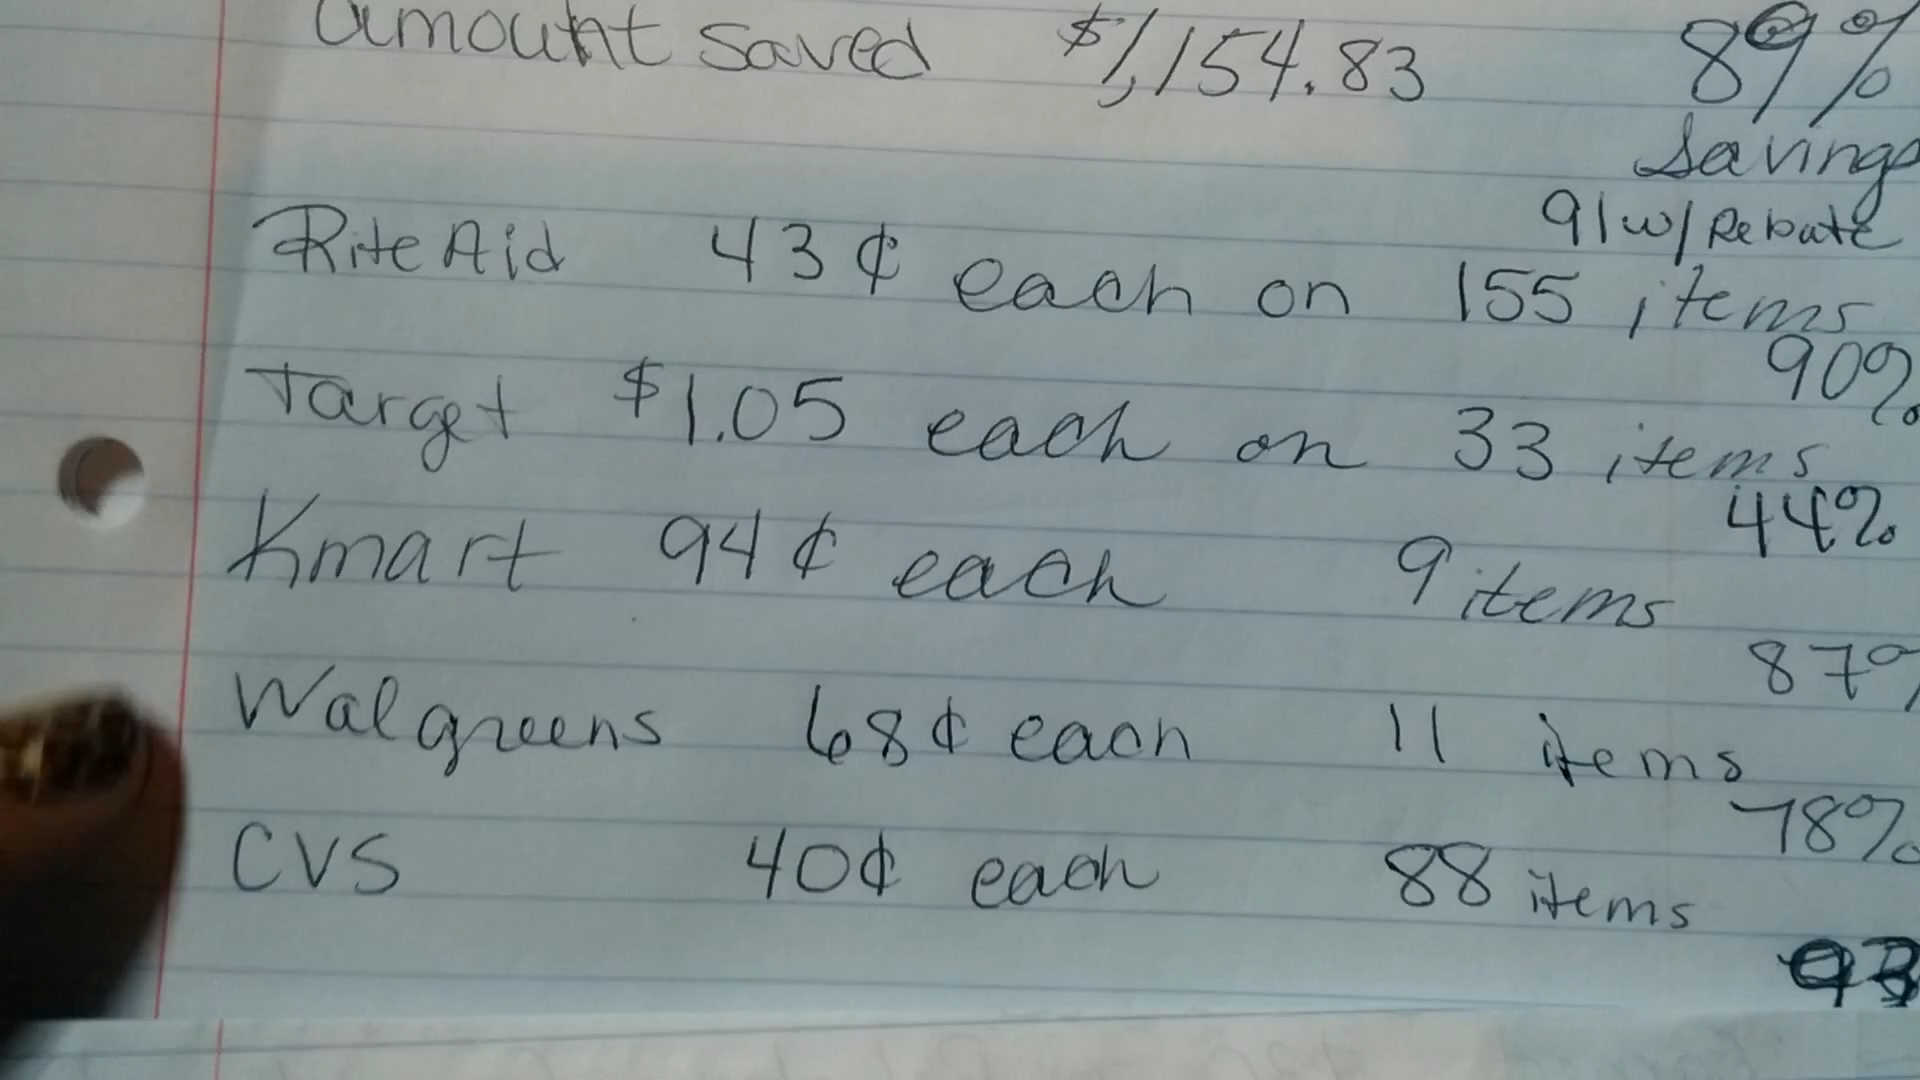 amount saved $1,154.83 89%
Savings
91 w/ Rebate
Rite Aid 43¢ each on 155 items
90%
Target $1.05 each on 33 items
44%
Kmart 94¢ each 9 items
87%
Walgreens 68¢ each 11 items
78%
CVS 40¢ each 88 items
93